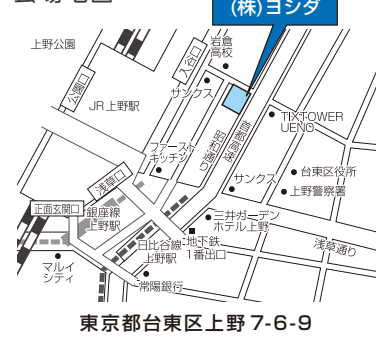 (株)ヨシダ
上野公園
岩倉
高校
入谷口
公園口
サンクス
JR上野駅
TIXTOWER
UENO
首都高速
昭和通り
ファースト
キッチン
浅草口
サンクス
台東区役所
上野警察署
正面玄関口
銀座線
上野駅
三井ガーデン
ホテル上野
浅草通り
日比谷線
上野駅
地下鉄
1番出口
マルイ
シティ
常陽銀行
東京都台東区上野7-6-9